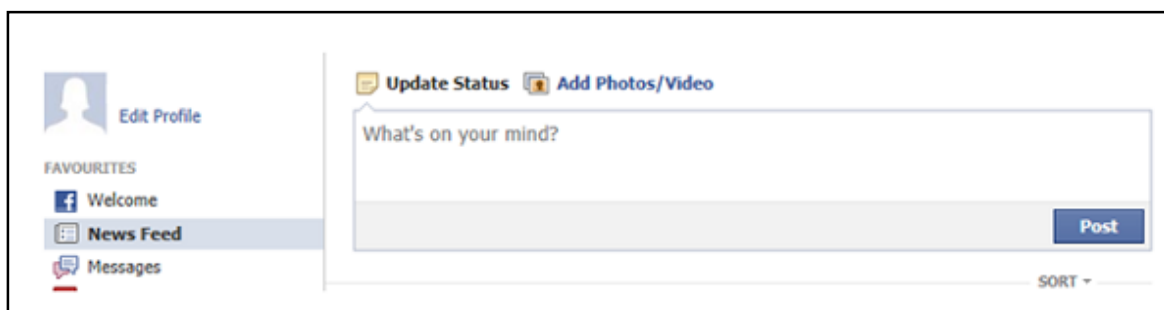 Edit Profile
FAVOURITES
Welcome
News Feed
Messages
Update Status Add Photos/Video
What's on your mind?
Post
SORT